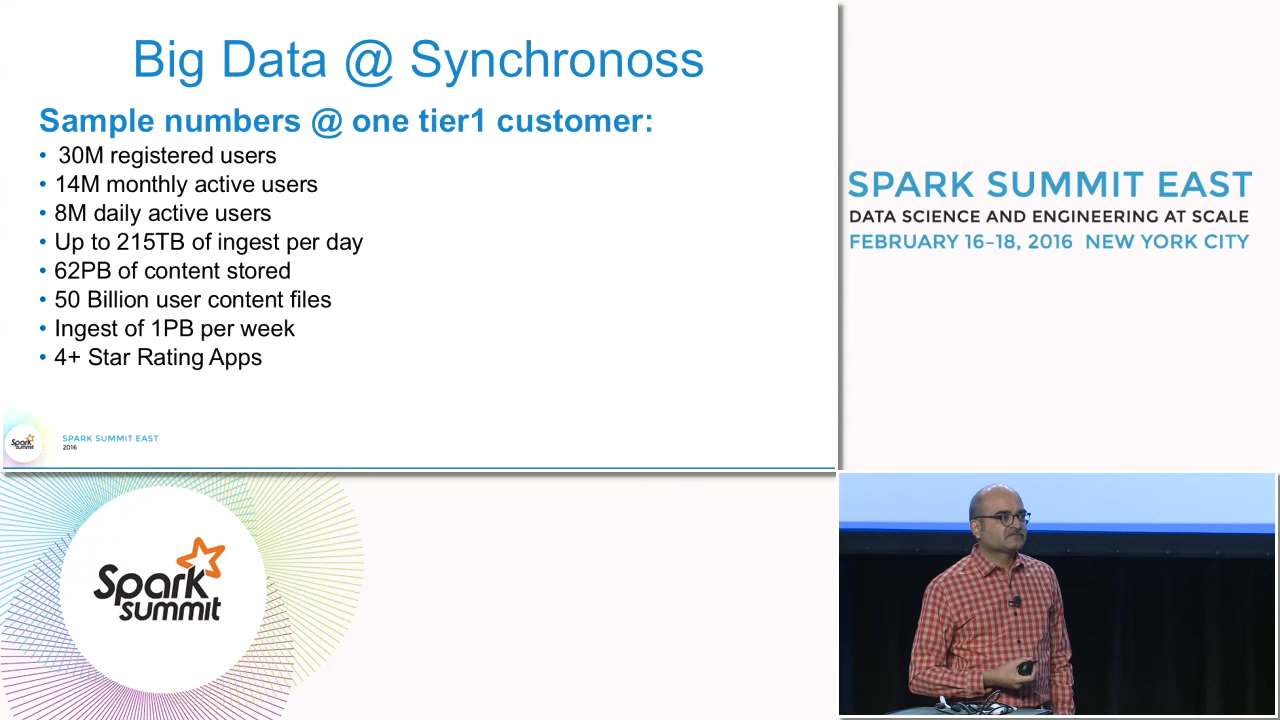 Big Data @ Synchronoss
Sample numbers @ one tier1 customer:
• 30M registered users
• 14M monthly active users
• 8M daily active users
• Up to 215TB of ingest per day
• 62PB of content stored
• 50 Billion user content files
• Ingest of 1PB per week
• 4+ Star Rating Apps
Spark
summit
SPARK SUMMIT EAST
2016
SPARK SUMMIT EAST
DATA SCIENCE AND ENGINEERING AT SCALE
FEBRUARY 16–18, 2016 NEW YORK CITY
Spark
summit